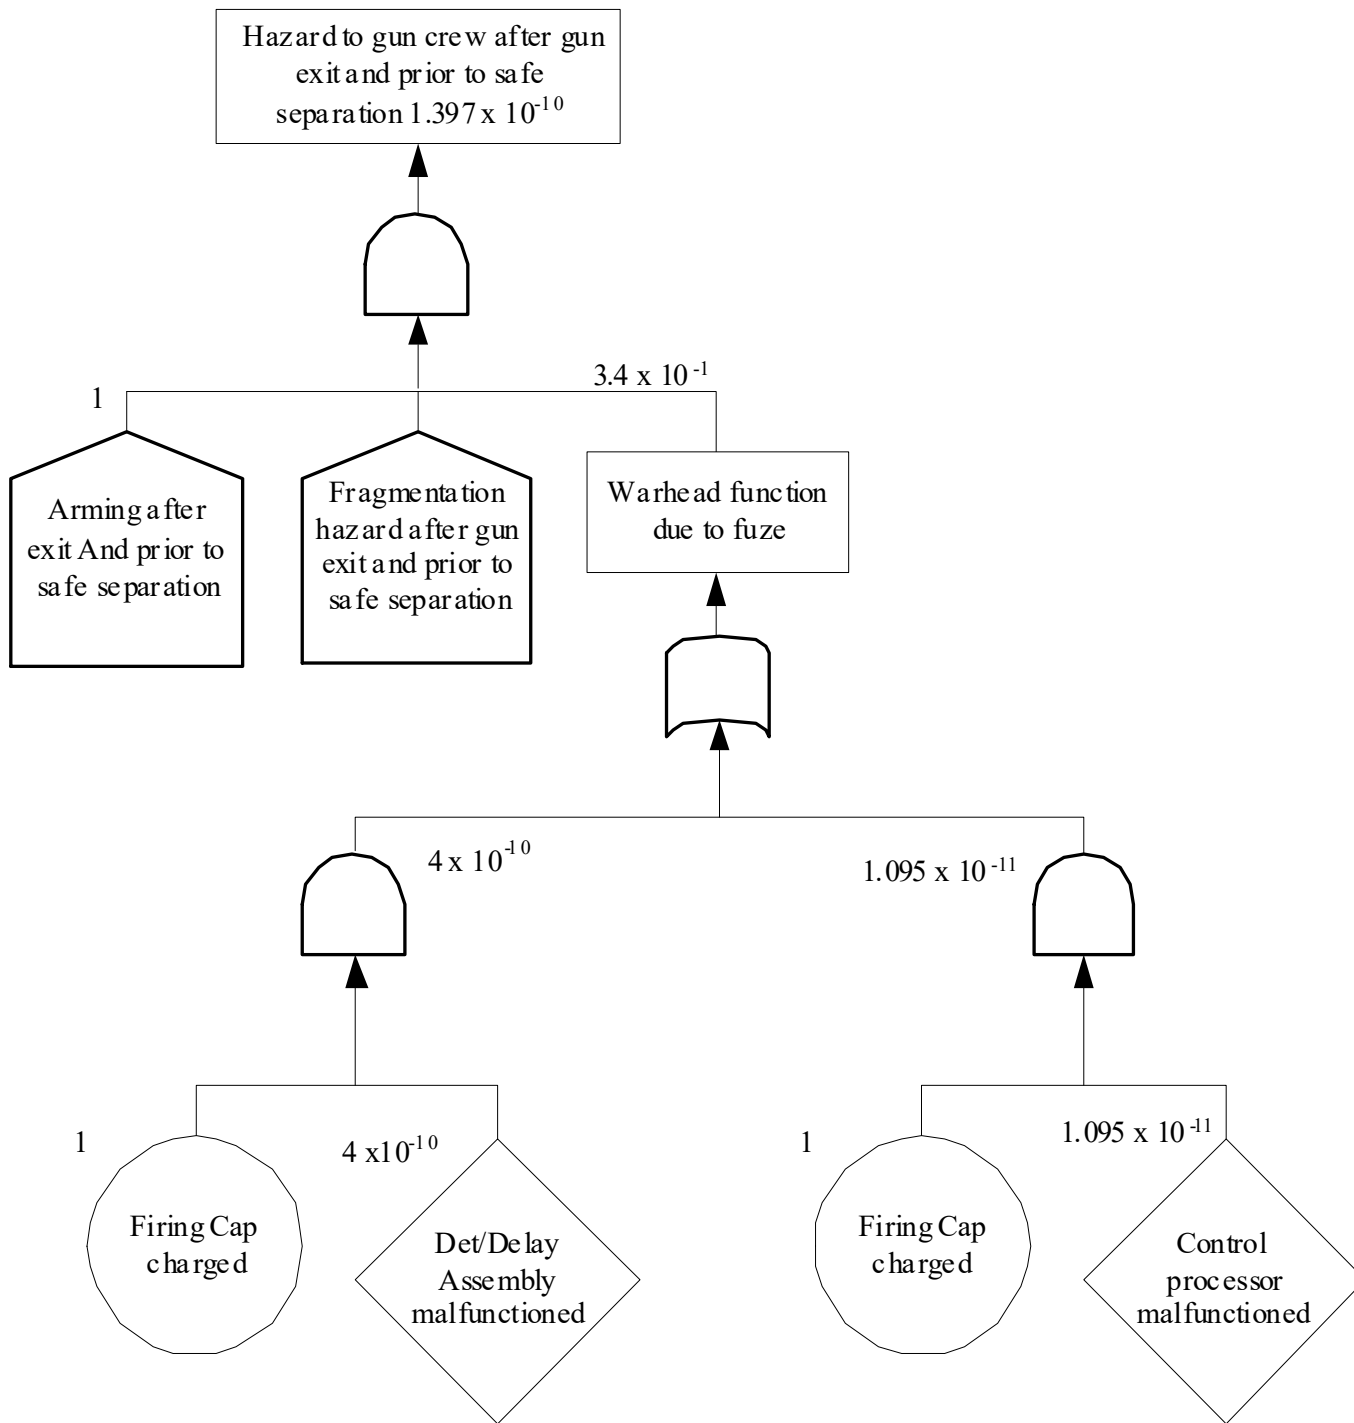 Hazard to gun crew after gun
exit and prior to safe
separation 1.397 x 10^-10
1
3.4 x 10^-1
Arming after
exit And prior to
safe separation
Fragmentation
hazard after gun
exit and prior to
safe separation
Warhead function
due to fuze
4 x 10^-10
1.095 x 10^-11
1
4 x10^-10
1
1.095 x 10^-11
Firing Cap
charged
Det/Delay
Assembly
malfunctioned
Firing Cap
charged
Control
processor
malfunctioned